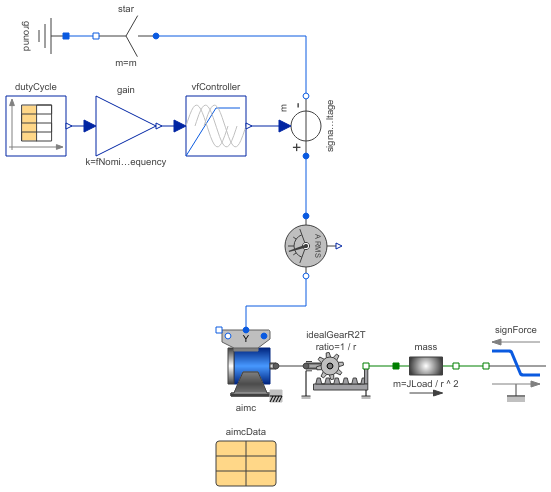 star
ground
m=m
dutyCycle
gain
vfController
k=fNomi...equency
m
-
+
signa...ltage
A RMS
Y
aimc
idealGearR2T
ratio=1 / r
mass
m=JLoad / r ^ 2
signForce
aimcData